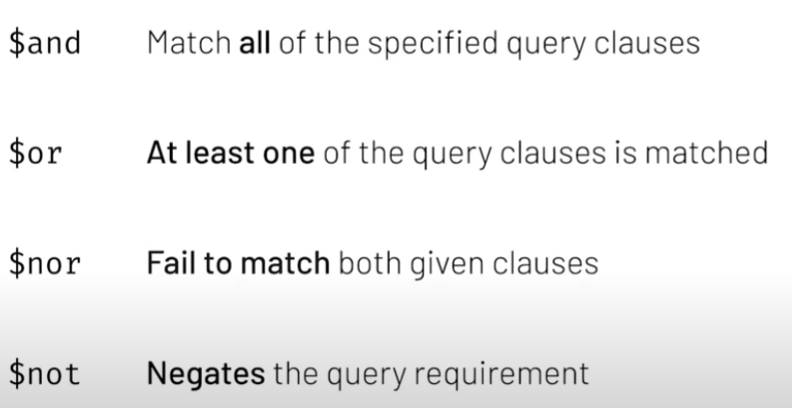 $and Match all of the specified query clauses
$or At least one of the query clauses is matched
$nor Fail to match both given clauses
$not Negates the query requirement